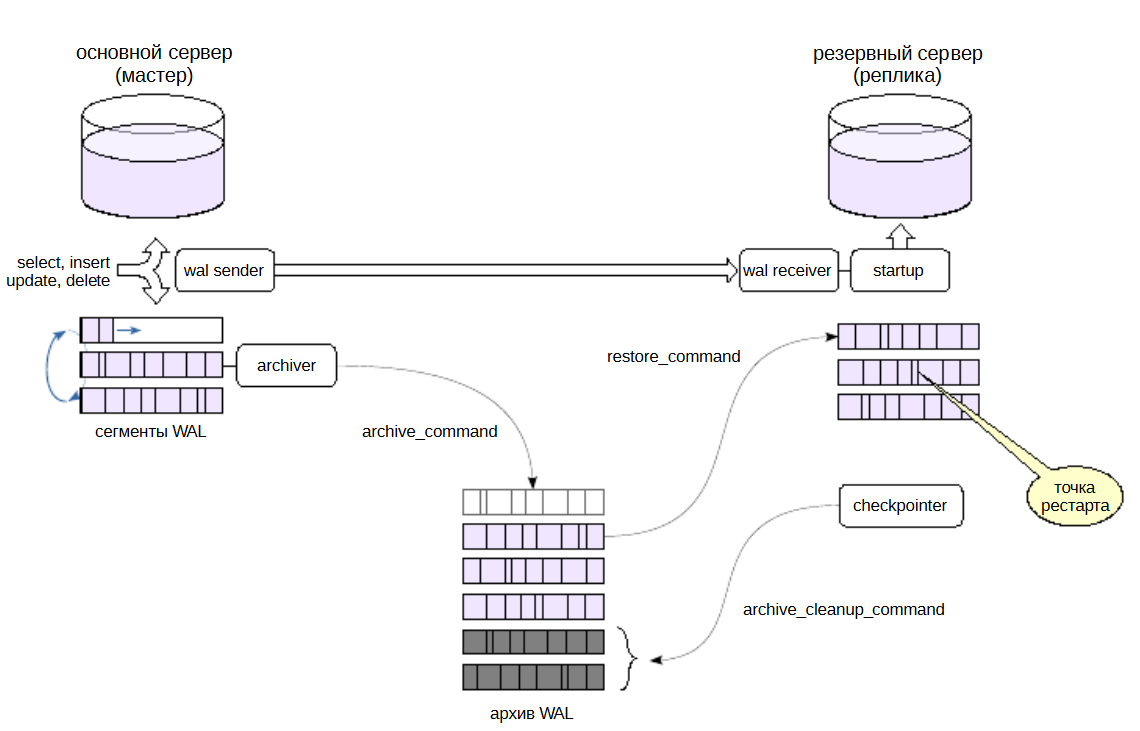 основной сервер
(мастер)
резервный сервер
(реплика)
select, insert
update, delete
wal sender
wal receiver
startup
archiver
restore_command
archive_command
сегменты WAL
точка
рестарта
checkpointer
archive_cleanup_command
архив WAL